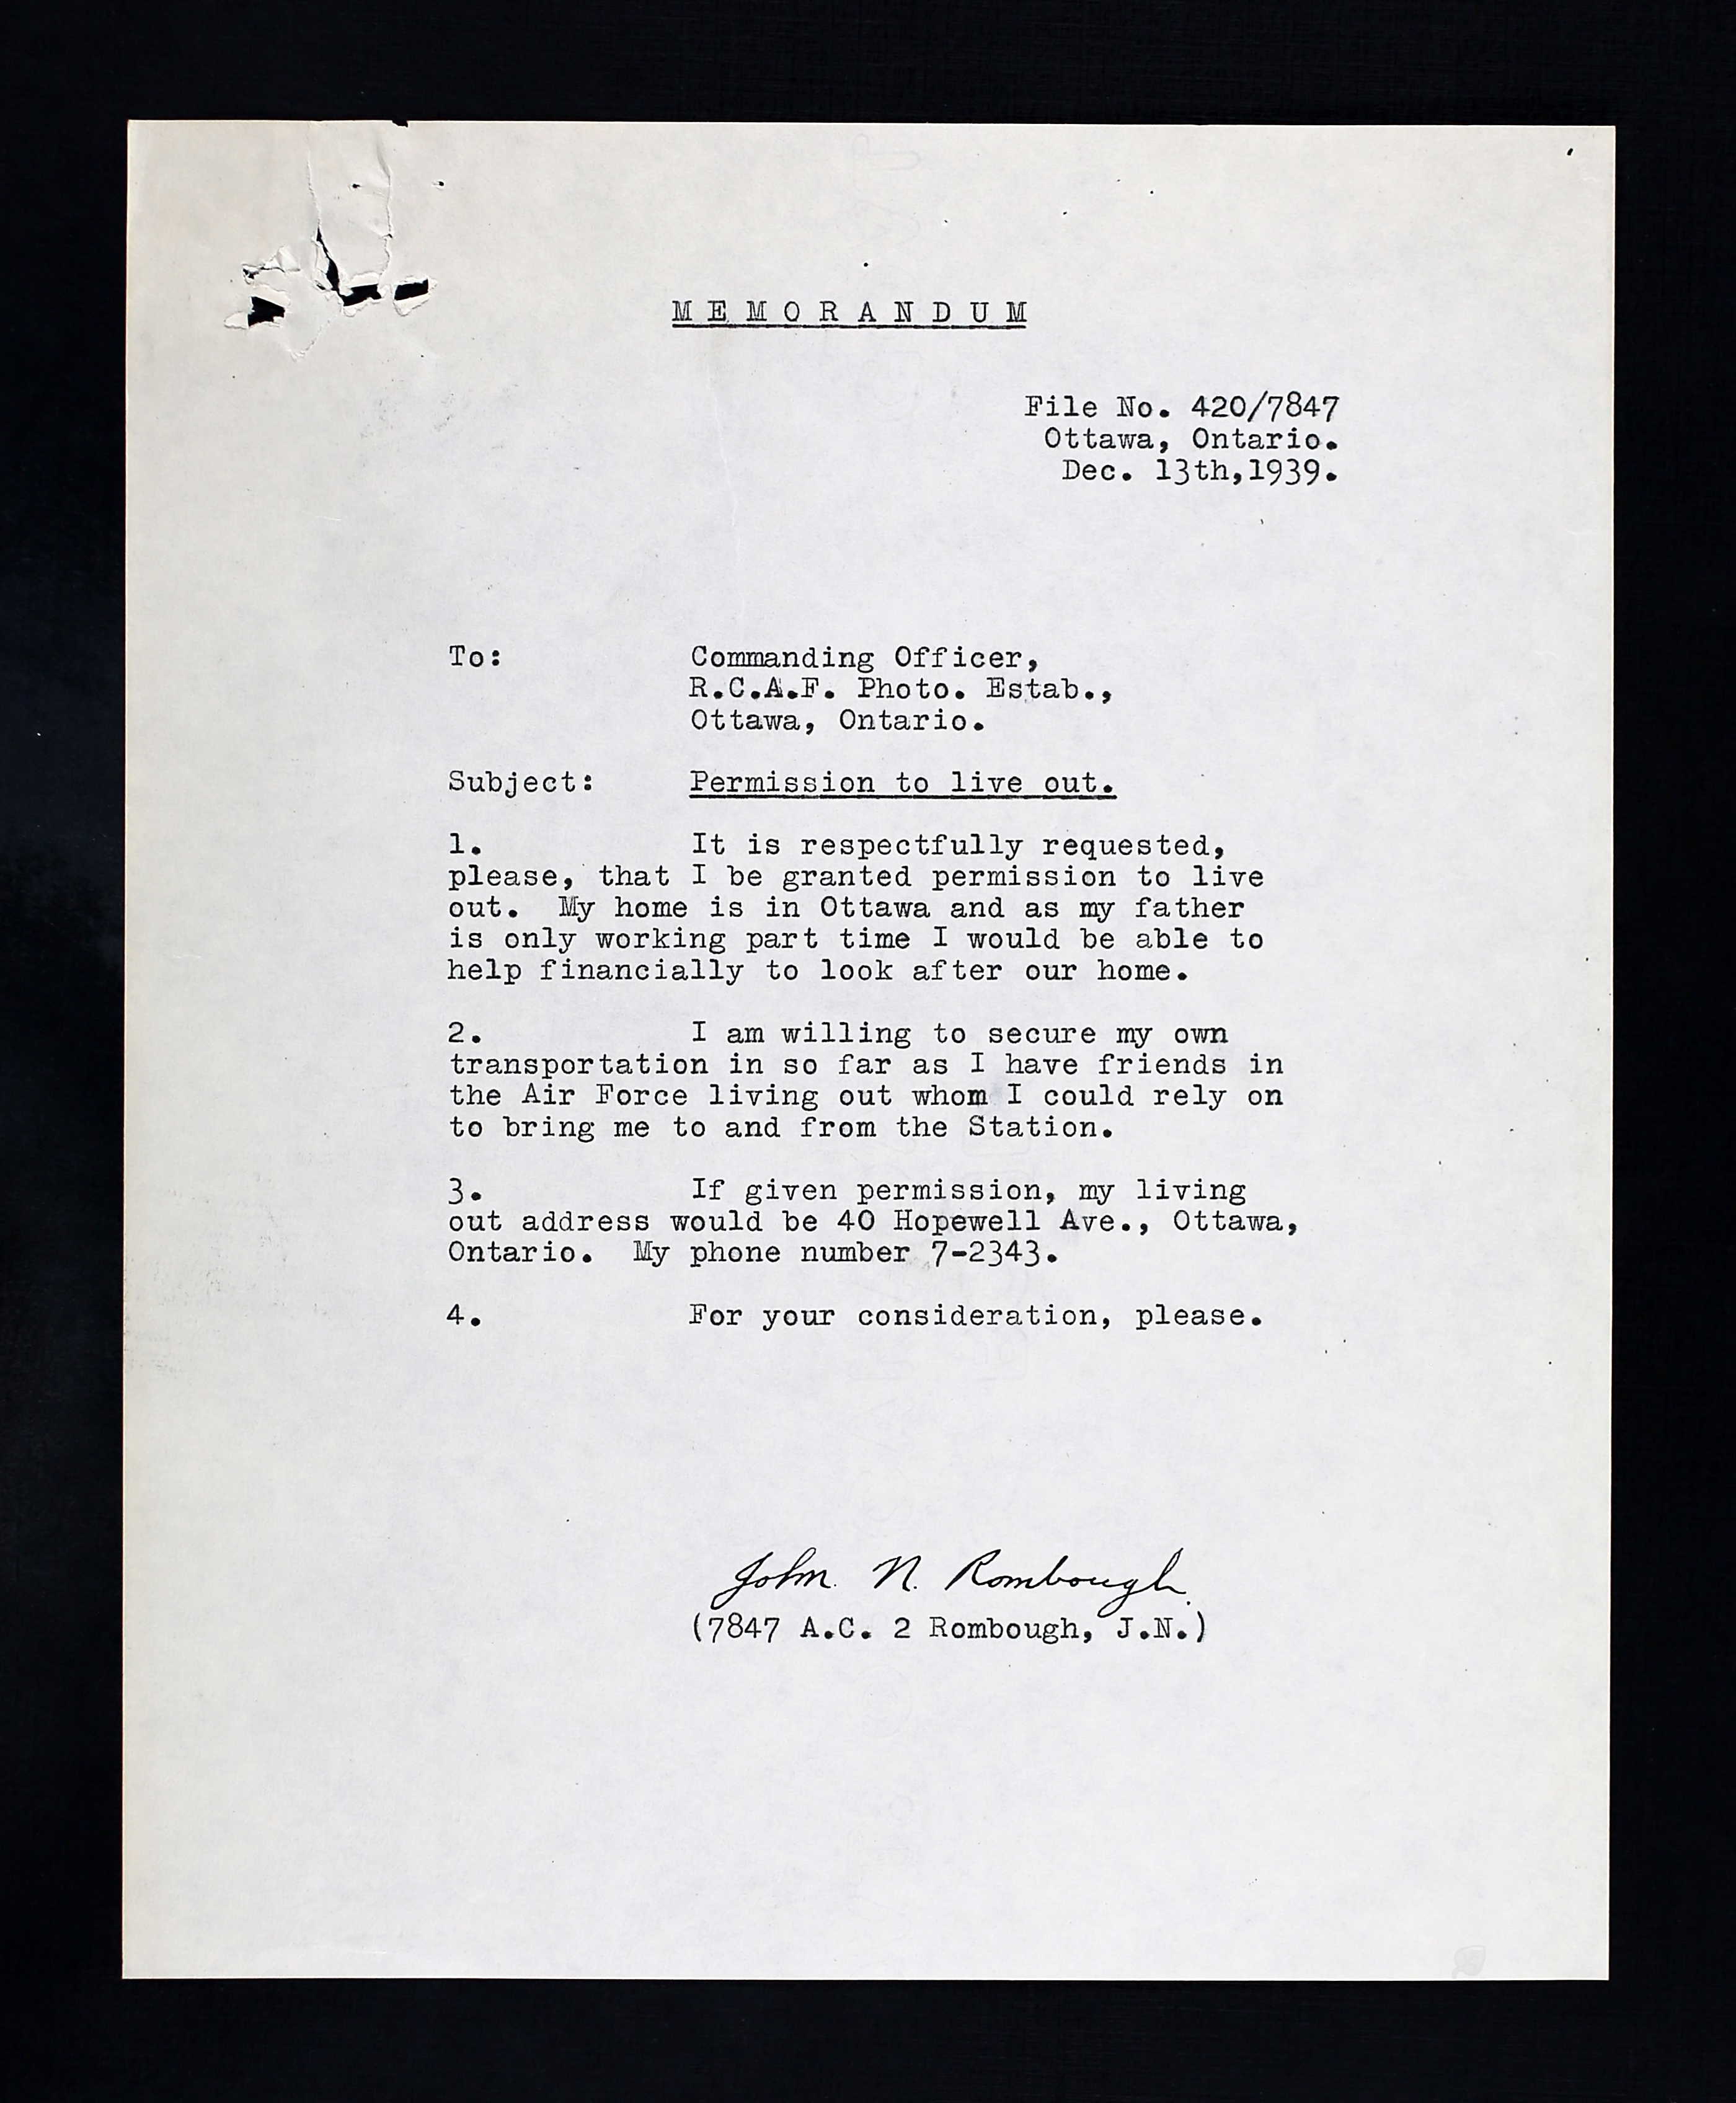 MEMORANDUM
File No. 420/7847
Ottawa, Ontario.
Dec. 13th,1939.
To: Commanding Officer,
R.C.A.F. Photo. Estab.,
Ottawa, Ontario.
Subject: Permission to live out.
1. It is respectfully requested,
please, that I be granted permission to live
out. My home is in Ottawa and as my father
is only working part time I would be able to
help financially to look after our home.
2. I am willing to secure my own
transportation in so far as I have friends in
the Air Force living out whom I could rely on
to bring me to and from the Station.
3. If given permission, my living
out address would be 40 Hopewell Ave., Ottawa,
Ontario. My phone number 7-2343.
4. For your consideration, please.
John N. Rombough.
(7847 A.C. 2 Rombough, J.N.)